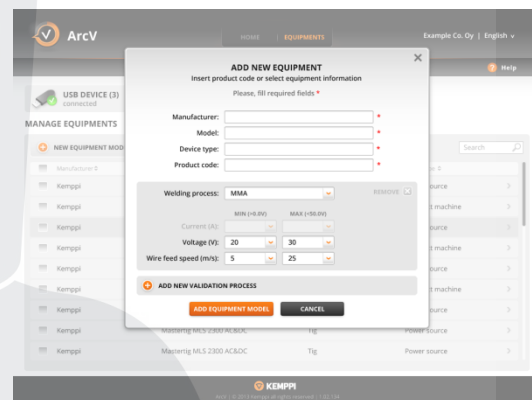 ArcV
HOME
EQUIPMENTS
Example Co. Oy | English
Help
USB DEVICE (3)
connected
MANAGE EQUIPMENTS
NEW EQUIPMENT MOD
Search
Manufacturer
ADD NEW EQUIPMENT
Insert product code or select equipment information
Please, fill required fields *
Manufacturer: *
Model: *
Device type: *
Product code: *
Welding process: MMA
REMOVE
MIN (>0.0V) MAX (<50.0V)
Current (A):
Voltage (V): 20 30
Wire feed speed (m/s): 5 25
ADD NEW VALIDATION PROCESS
ADD EQUIPMENT MODEL
CANCEL
Kemppi ource
Kemppi t machine
Kemppi ource
Kemppi t machine
Kemppi ource
Kemppi t machine
Kemppi ource
Kemppi Mastertig MLS 2300 AC&DC Tig Power source
Kemppi Mastertig MLS 2300 AC&DC Tig Power source
KEMPPI